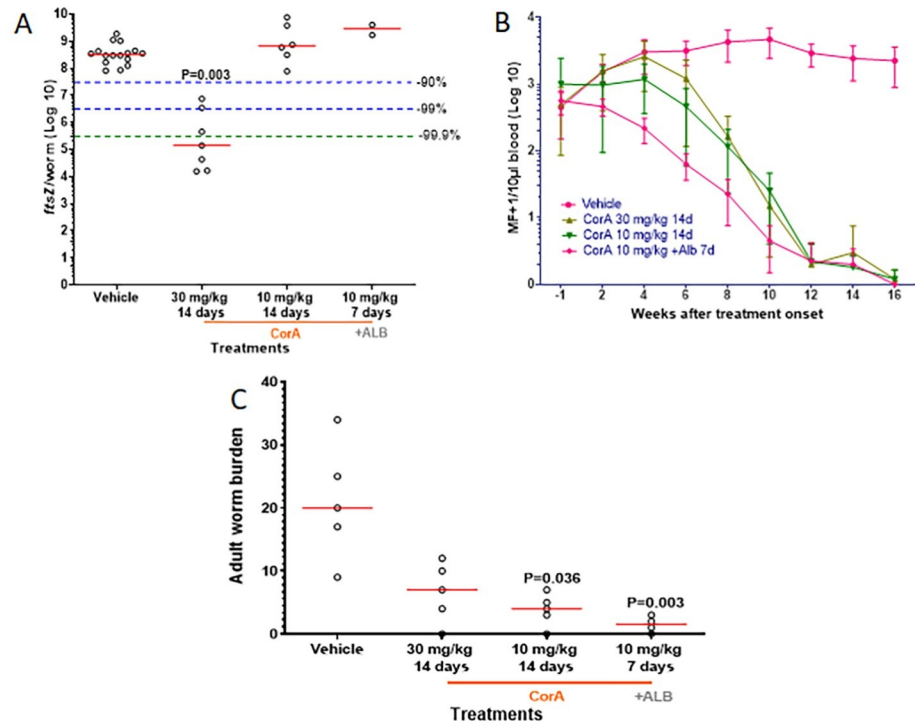 A
ftsZ/worm (Log 10)
10
9
8
7
6
5
4
3
2
1
0
P=0.003
-90%
-99%
-99.9%
Vehicle
30 mg/kg
14 days
10 mg/kg
14 days
10 mg/kg
7 days
CorA
+ALB
Treatments
B
MF+1/10µl blood (Log 10)
4
3
2
1
0
Vehicle
CorA 30 mg/kg 14d
CorA 10 mg/kg 14d
CorA 10 mg/kg +Alb 7d
-1 2 4 6 8 10 12 14 16
Weeks after treatment onset
C
Adult worm burden
40
30
20
10
0
P=0.036
P=0.003
Vehicle
30 mg/kg
14 days
10 mg/kg
14 days
10 mg/kg
7 days
CorA
+ALB
Treatments